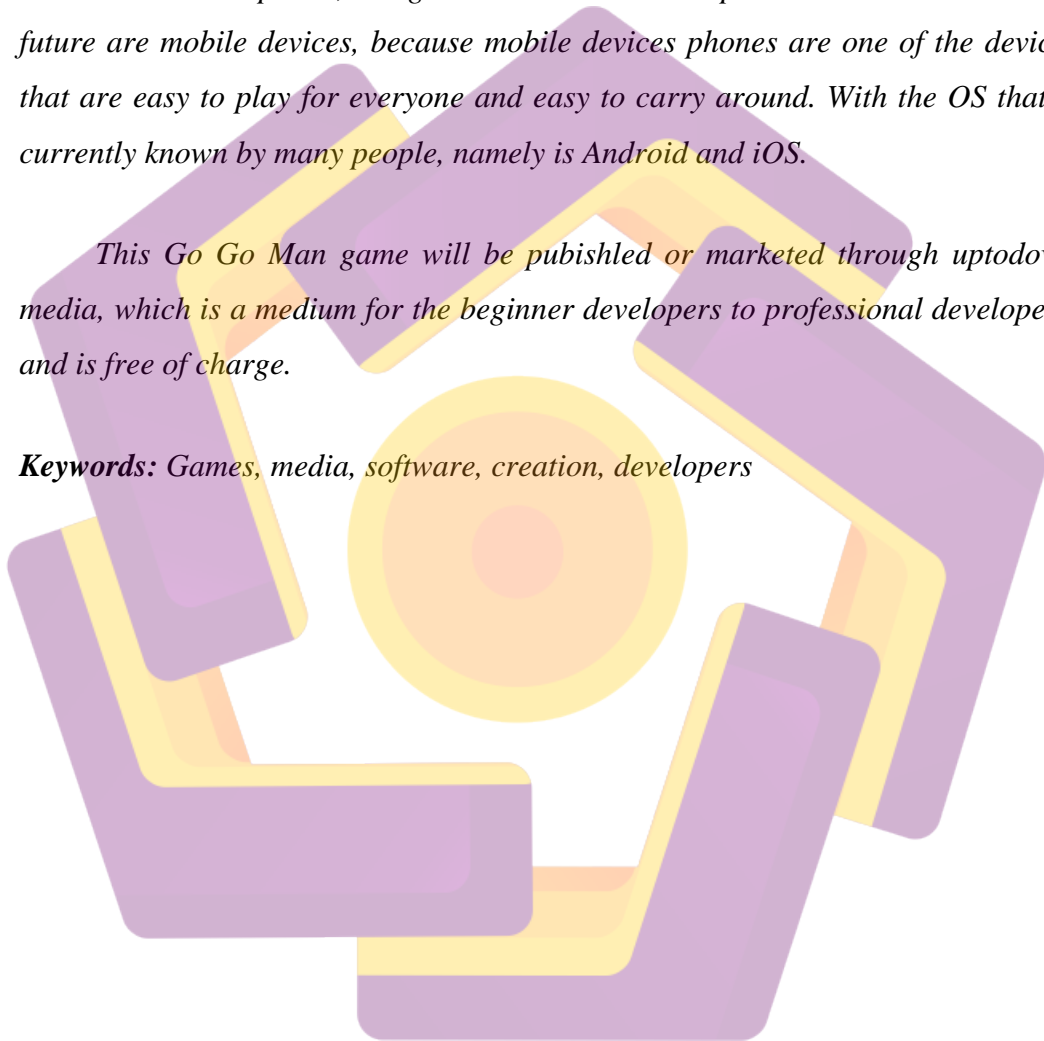 future are mobile devices, because mobile devices phones are one of the
that are easy to play for everyone and easy to carry around. With the OS that
currently known by many people, namely is Android and iOS.
This Go Go Man game will be pubishled or marketed through
media, which is a medium for the beginner developers to professional
and is free of charge.
Keywords: Games, media, software, creation, developers